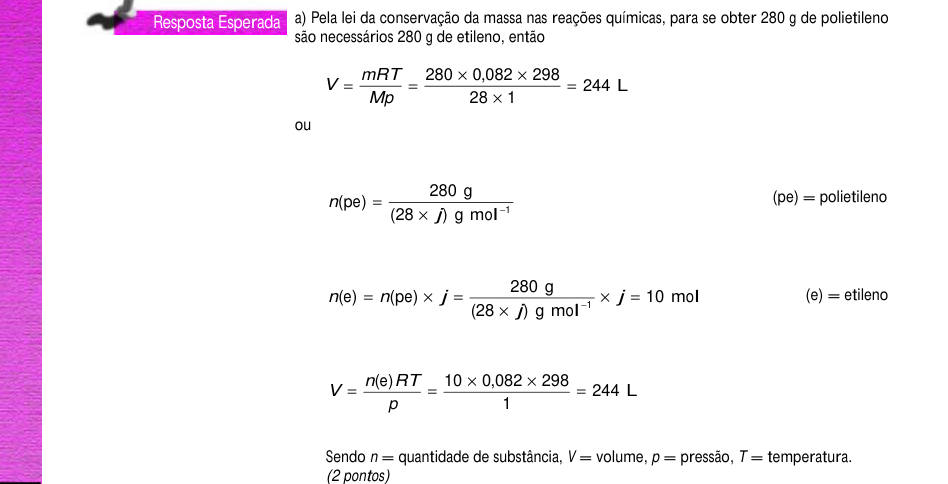 Resposta Esperada
a) Pela lei da conservação da massa nas reações químicas, para se obter 280 g de polietileno
são necessários 280 g de etileno, então
V = mRT / Mp = 280 × 0,082 × 298 / 28 × 1 = 244 L
ou
n(pe) = 280 g / (28 × j) g mol⁻¹ (pe) = polietileno
n(e) = n(pe) × j = 280 g / (28 × j) g mol⁻¹ × j = 10 mol (e) = etileno
V = n(e)RT / p = 10 × 0,082 × 298 / 1 = 244 L
Sendo n = quantidade de substância, V = volume, p = pressão, T = temperatura.
(2 pontos)